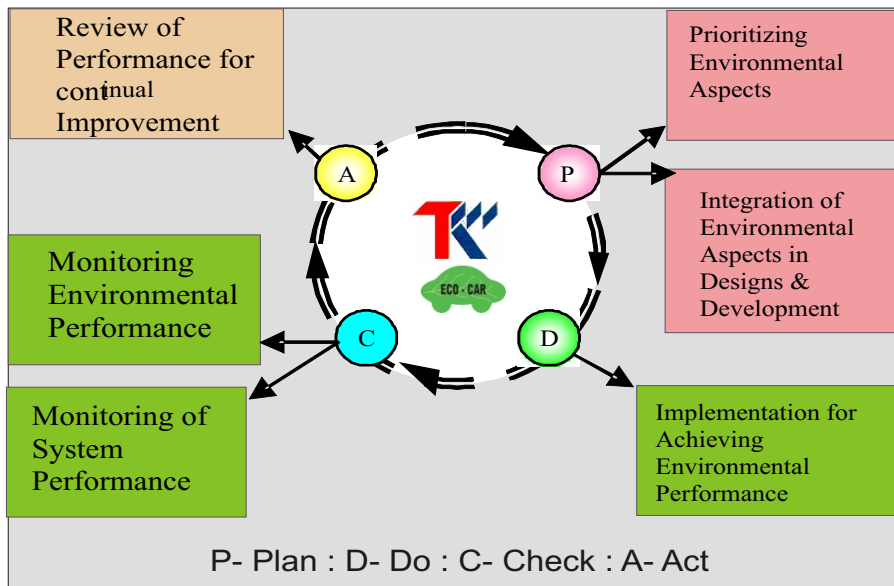 Review of
Performance for
continual
Improvement
Prioritizing
Environmental
Aspects
A
P
Integration of
Environmental
Aspects in
Designs &
Development
TK
ECO - CAR
Monitoring
Environmental
Performance
C
D
Monitoring of
System
Performance
Implementation for
Achieving
Environmental
Performance
P- Plan : D- Do : C- Check : A- Act